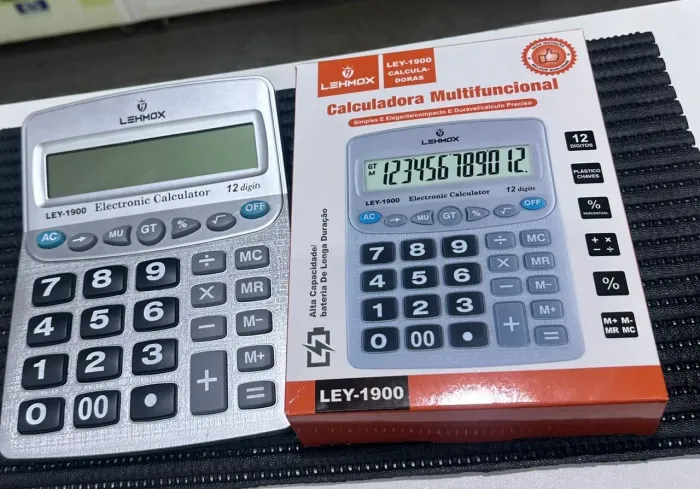 LEHMOX
LEY-1900
Electronic Calculator
12 digits
AC
→
MU
GT
%
√
OFF
7 8 9 ÷ MC
4 5 6 × MR
1 2 3 − M-
0 00 • + M+
=
LEHMOX
LEY-1900
CALCULA-
DORAS
Calculadora Multifuncional
Simples E Elegante/compacto E Durável/cálculo Preciso
LEHMOX
GT
M
123456789012.
LEY-1900
Electronic Calculator
12 digits
AC
→
MU
GT
%
√
OFF
7 8 9 ÷ MC
4 5 6 × MR
1 2 3 − M-
0 00 • + M+
=
Alta Capacidade/
bateria De Longa Duração
12
DÍGITOS
PLÁSTICO
CHAVES
%
PERCENTUAL
+ −
× ÷
%
M+ M-
MR MC
LEY-1900